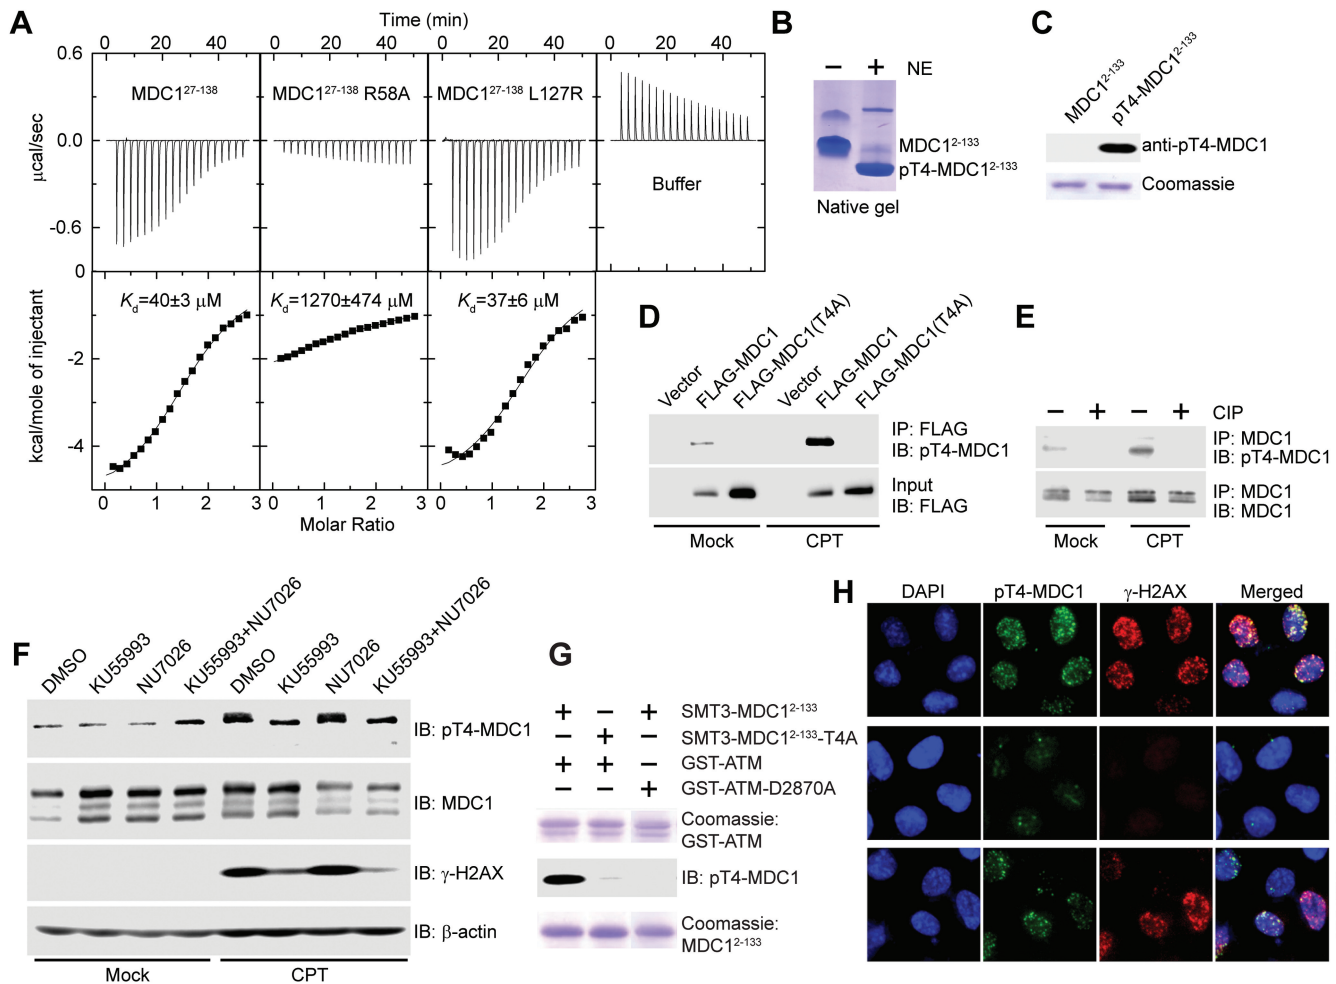 A
Time (min)
0 20 40 0 20 40 0 20 40 0 20 40
0.6
0.0
-0.6
0
μcal/sec
MDC1²⁷⁻¹³⁸
MDC1²⁷⁻¹³⁸ R58A
MDC1²⁷⁻¹³⁸ L127R
Buffer
Kd=40±3 μM
Kd=1270±474 μM
Kd=37±6 μM
kcal/mole of injectant
-2
-4
0 1 2 3 0 1 2 3 0 1 2 3
Molar Ratio
B
− + NE
MDC1²⁻¹³³
pT4-MDC1²⁻¹³³
Native gel
C
MDC1²⁻¹³³
pT4-MDC1²⁻¹³³
anti-pT4-MDC1
Coomassie
D
Vector
FLAG-MDC1
FLAG-MDC1(T4A)
Vector
FLAG-MDC1
FLAG-MDC1(T4A)
IP: FLAG
IB: pT4-MDC1
Input
IB: FLAG
Mock
CPT
E
− + − + CIP
IP: MDC1
IB: pT4-MDC1
IP: MDC1
IB: MDC1
Mock
CPT
F
DMSO
KU55993
NU7026
KU55993+NU7026
DMSO
KU55993
NU7026
KU55993+NU7026
IB: pT4-MDC1
IB: MDC1
IB: γ-H2AX
IB: β-actin
Mock
CPT
G
+ − + SMT3-MDC1²⁻¹³³
− + − SMT3-MDC1²⁻¹³³-T4A
+ + − GST-ATM
− − + GST-ATM-D2870A
Coomassie:
GST-ATM
IB: pT4-MDC1
Coomassie:
MDC1²⁻¹³³
H
DAPI
pT4-MDC1
γ-H2AX
Merged